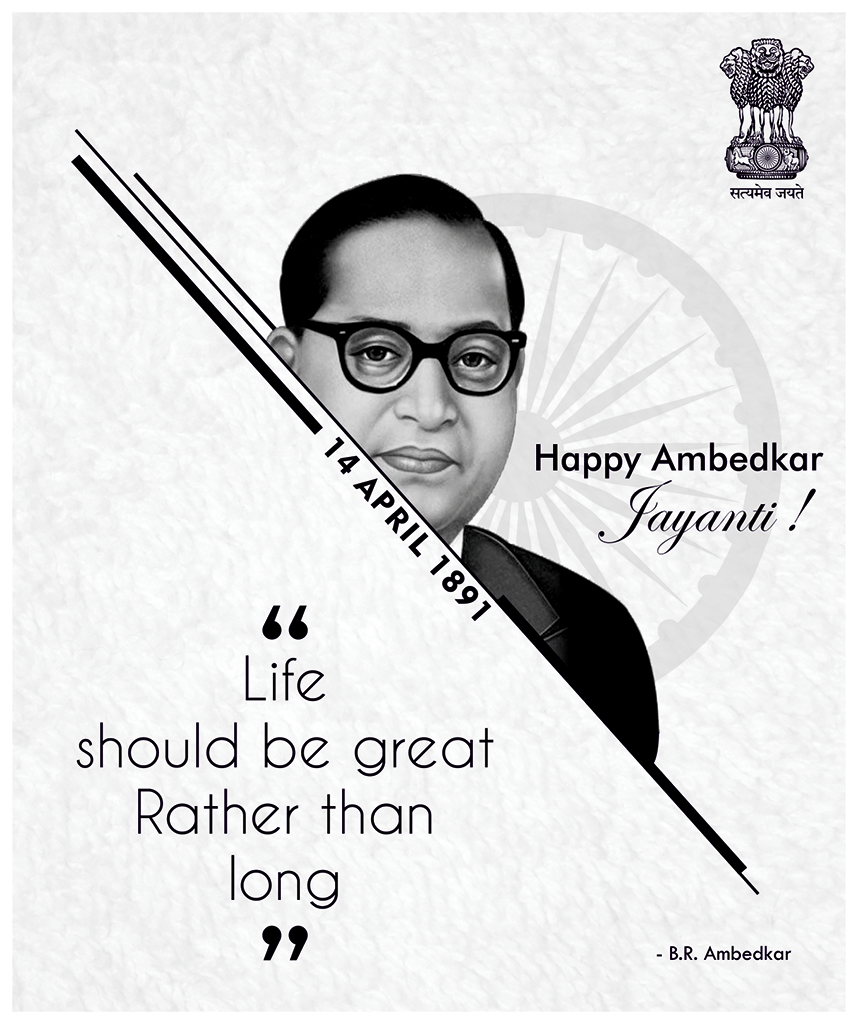 सत्यमेव जयते
Happy Ambedkar
Jayanti !
14 APRIL 1891
“
Life
should be great
Rather than
long
”
- B.R. Ambedkar